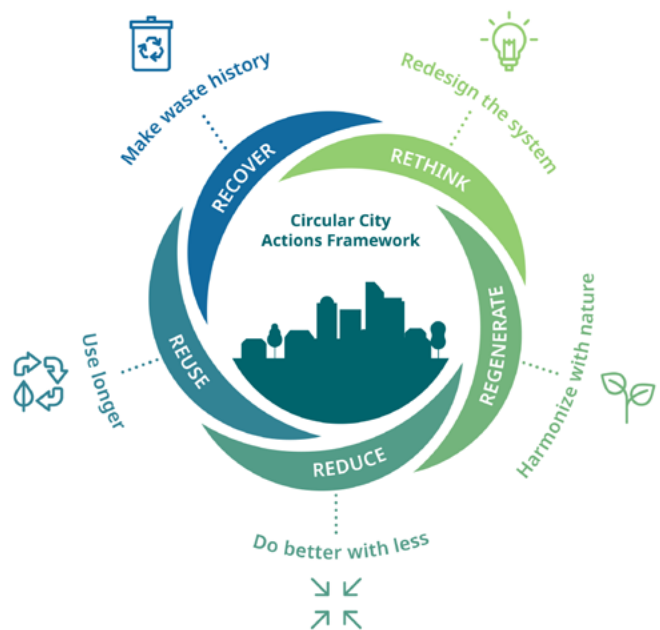 Circular City
Actions Framework
RETHINK
Redesign the system
REGENERATE
Harmonize with nature
REDUCE
Do better with less
REUSE
Use longer
RECOVER
Make waste history